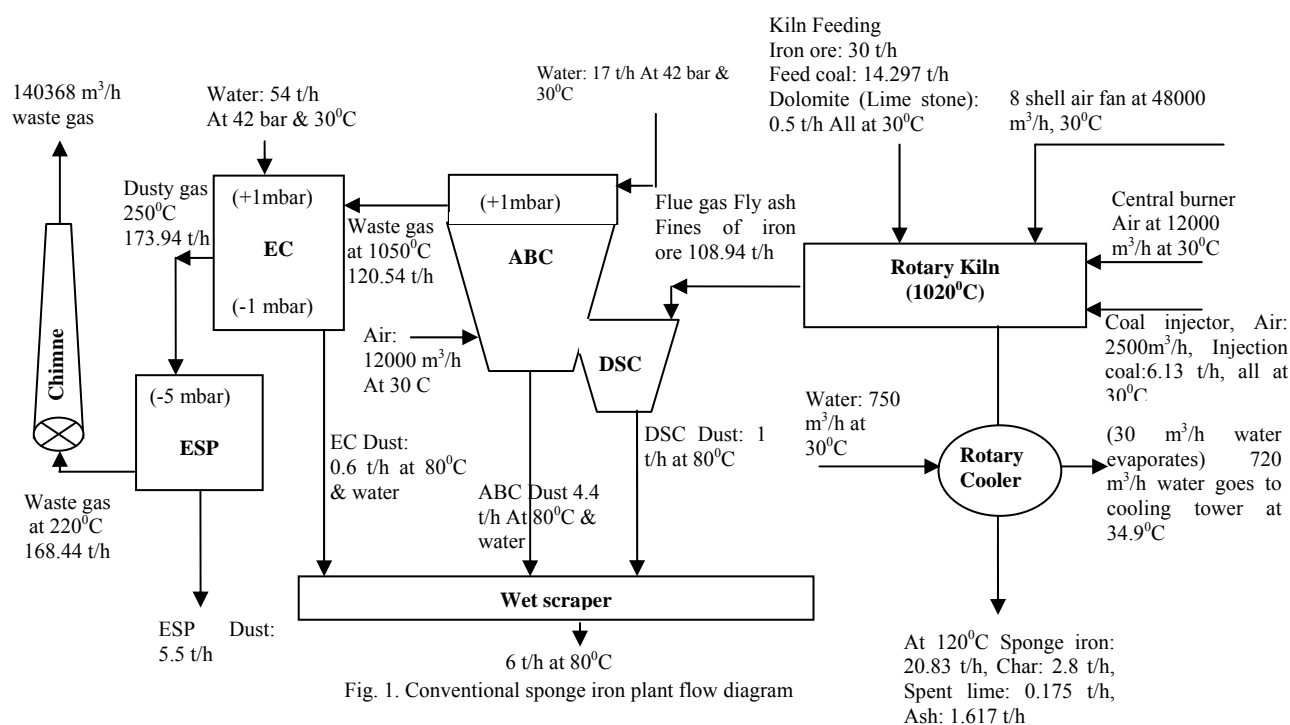 Kiln Feeding
Iron ore: 30 t/h
Feed coal: 14.297 t/h
Dolomite (Lime stone):
0.5 t/h All at 30⁰C
Water: 17 t/h At 42 bar &
30⁰C
8 shell air fan at 48000
m³/h, 30⁰C
140368 m³/h
waste gas
Water: 54 t/h
At 42 bar & 30⁰C
Dusty gas
250⁰C
173.94 t/h
(+1mbar)
EC
(-1 mbar)
Waste gas
at 1050⁰C
120.54 t/h
(+1mbar)
ABC
Flue gas Fly ash
Fines of iron
ore 108.94 t/h
Central burner
Air at 12000
m³/h at 30⁰C
Rotary Kiln
(1020⁰C)
Coal injector, Air:
2500m³/h, Injection
coal:6.13 t/h, all at
30⁰C
Air:
12000 m³/h
At 30 C
DSC
Chimne
(-5 mbar)
ESP
Water: 750
m³/h at
30⁰C
Rotary
Cooler
(30 m³/h water
evaporates) 720
m³/h water goes to
cooling tower at
34.9⁰C
EC Dust:
0.6 t/h at 80⁰C
& water
DSC Dust: 1
t/h at 80⁰C
ABC Dust 4.4
t/h At 80⁰C &
water
Waste gas
at 220⁰C
168.44 t/h
Wet scraper
ESP Dust:
5.5 t/h
6 t/h at 80⁰C
At 120⁰C Sponge iron:
20.83 t/h, Char: 2.8 t/h,
Spent lime: 0.175 t/h,
Ash: 1.617 t/h
Fig. 1. Conventional sponge iron plant flow diagram